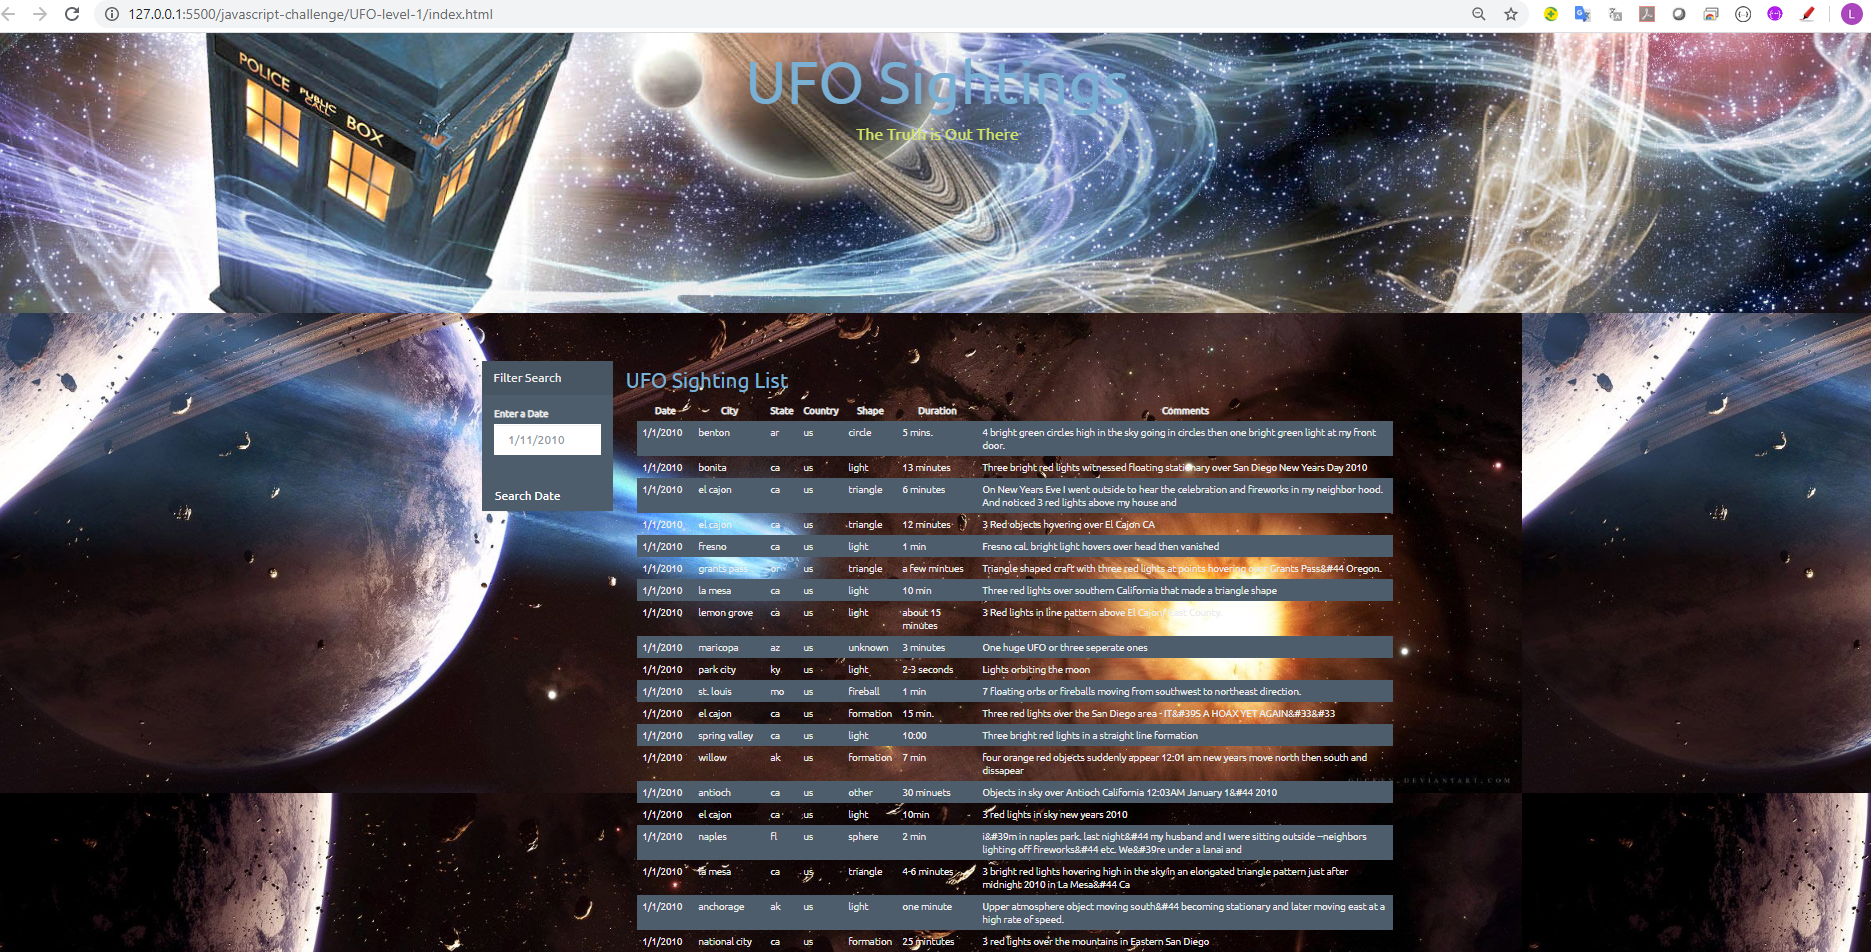 127.0.0.1:5500/javascript-challenge/UFO-level-1/index.html
L
POLICE PUBLIC CALL BOX
UFO Sightings
The Truth is Out There
Filter Search
Enter a Date
1/11/2010
Search Date
UFO Sighting List
Date City State Country Shape Duration Comments
1/1/2010 benton ar us circle 5 mins. 4 bright green circles high in the sky going in circles then one bright green light at my front
door.
1/1/2010 bonita ca us light 13 minutes Three bright red lights witnessed floating stationary over San Diego New Years Day 2010
1/1/2010 el cajon ca us triangle 6 minutes On New Years Eve I went outside to hear the celebration and fireworks in my neighbor hood.
And noticed 3 red lights above my house and
1/1/2010 el cajon ca us triangle 12 minutes 3 Red objects hovering over El Cajon CA
1/1/2010 fresno ca us light 1 min Fresno cal. bright light hovers over head then vanished
1/1/2010 grants pass or us triangle a few mintues Triangle shaped craft with three red lights at points hovering over Grants Pass&#44 Oregon.
1/1/2010 la mesa ca us light 10 min Three red lights over southern California that made a triangle shape
1/1/2010 lemon grove ca us light about 15 3 Red lights in line pattern above El Cajon/East County.
minutes
1/1/2010 maricopa az us unknown 3 minutes One huge UFO or three seperate ones
1/1/2010 park city ky us light 2-3 seconds Lights orbiting the moon
1/1/2010 st. louis mo us fireball 1 min 7 floating orbs or fireballs moving from southwest to northeast direction.
1/1/2010 el cajon ca us formation 15 min. Three red lights over the San Diego area - IT&#39S A HOAX YET AGAIN&#33&#33
1/1/2010 spring valley ca us light 10:00 Three bright red lights in a straight line formation
1/1/2010 willow ak us formation 7 min four orange red objects suddenly appear 12:01 am new years move north then south and
dissapear
1/1/2010 antioch ca us other 30 minuets Objects in sky over Antioch California 12:03AM January 1&#44 2010
1/1/2010 el cajon ca us light 10min 3 red lights in sky new years 2010
1/1/2010 naples fl us sphere 2 min i&#39m in naples park. last night&#44 my husband and I were sitting outside --neighbors
lighting off fireworks&#44 etc. We&#39re under a lanai and
1/1/2010 la mesa ca us triangle 4-6 minutes 3 bright red lights hovering high in the sky/in an elongated triangle pattern just after
midnight 2010 in La Mesa&#44 Ca
1/1/2010 anchorage ak us light one minute Upper atmosphere object moving south&#44 becoming stationary and later moving east at a
high rate of speed.
1/1/2010 national city ca us formation 25 mintutes 3 red lights over the mountains in Eastern San Diego